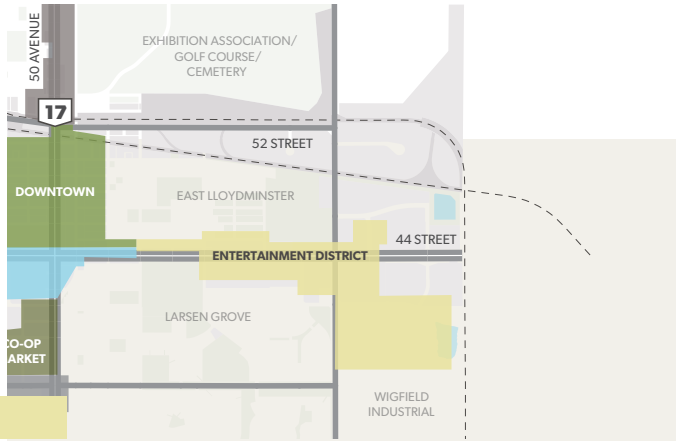 50 AVENUE
EXHIBITION ASSOCIATION/
GOLF COURSE/
CEMETERY
17
52 STREET
DOWNTOWN
EAST LLOYDMINSTER
44 STREET
ENTERTAINMENT DISTRICT
LARSEN GROVE
CO-OP
ARKET
WIGFIELD
INDUSTRIAL